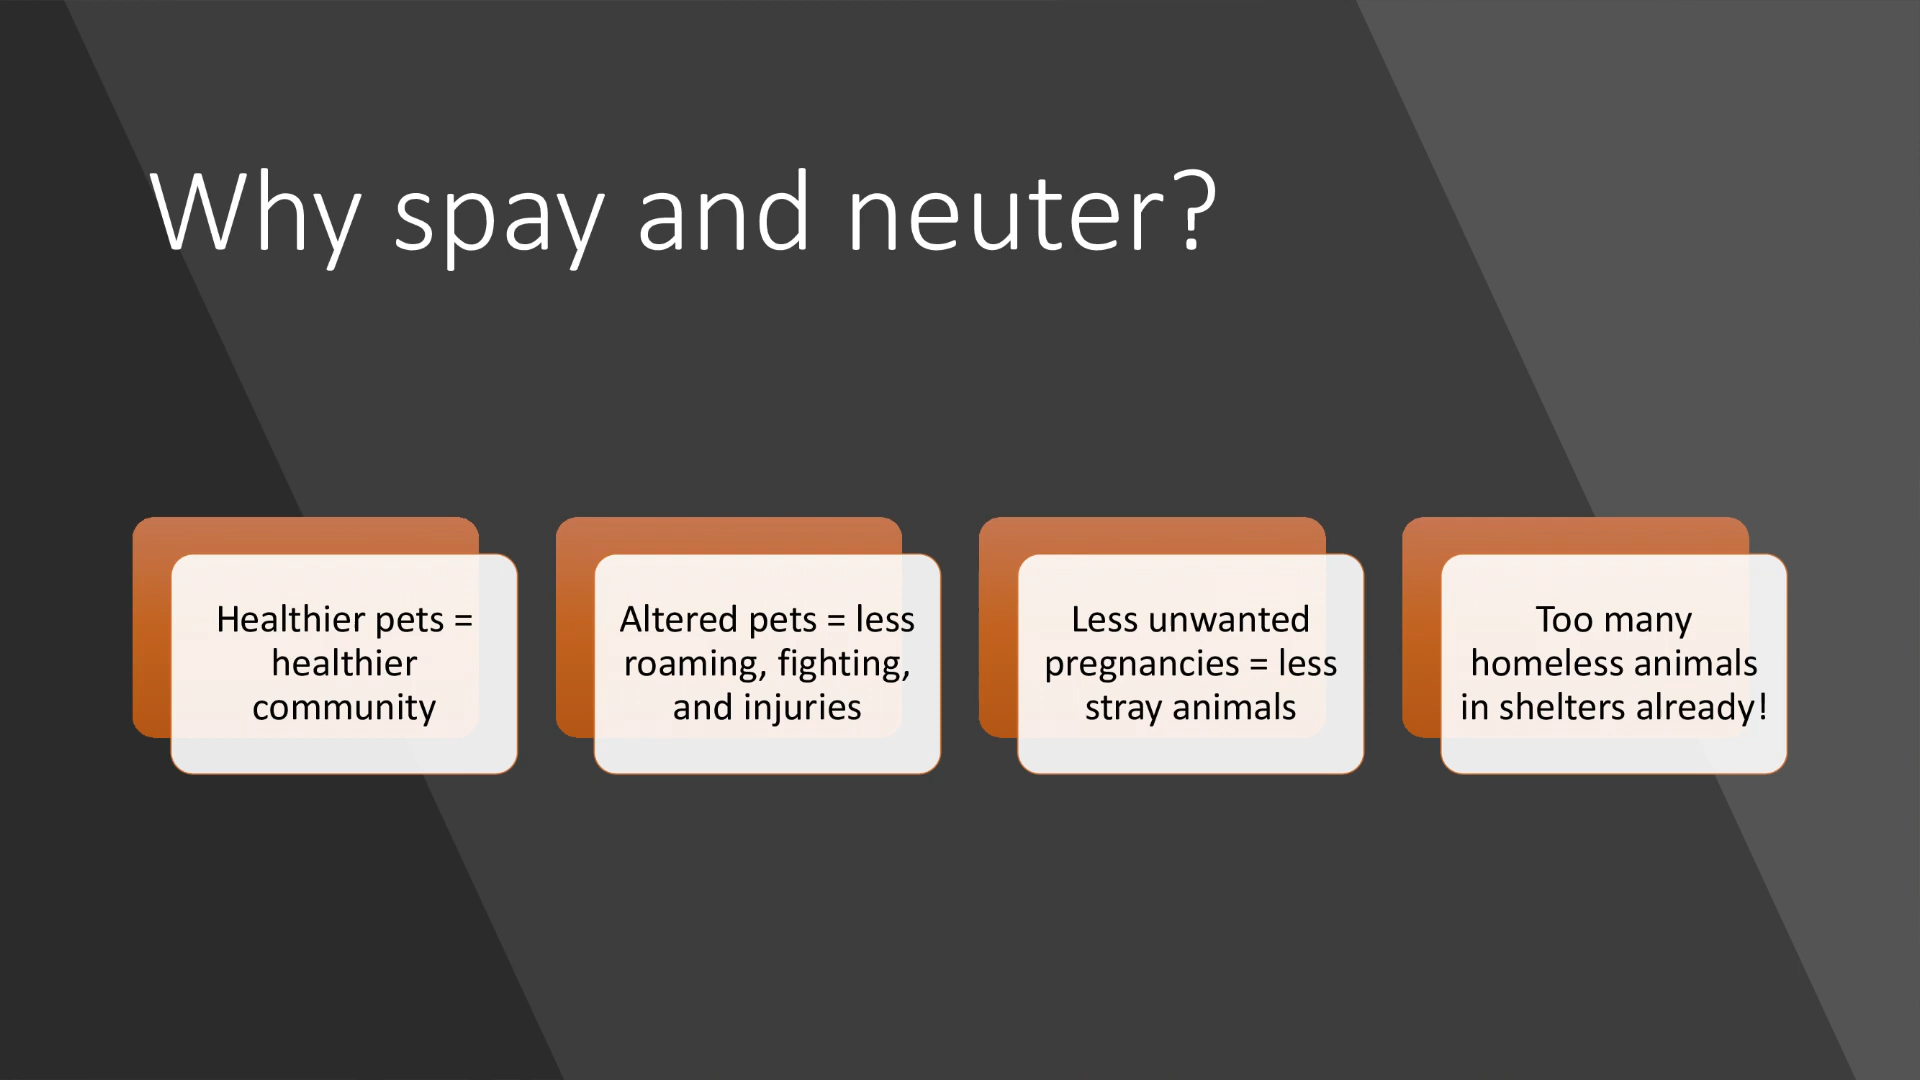 Why spay and neuter?
Healthier pets =
healthier
community
Altered pets = less
roaming, fighting,
and injuries
Less unwanted
pregnancies = less
stray animals
Too many
homeless animals
in shelters already!